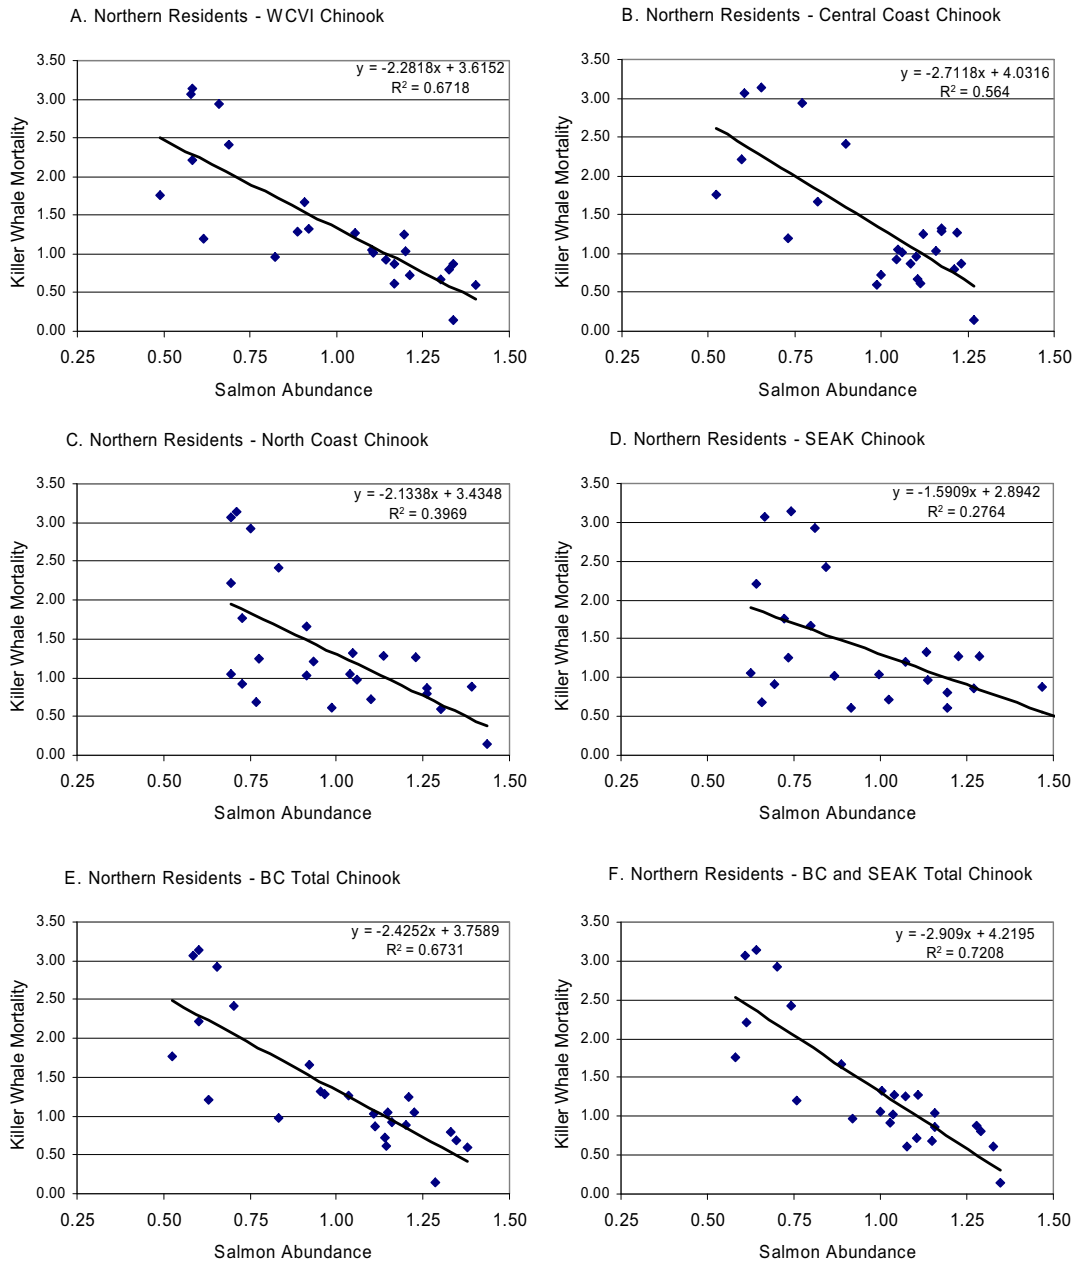 A. Northern Residents - WCVI Chinook
y = -2.2818x + 3.6152
R² = 0.6718
Killer Whale Mortality
3.50
3.00
2.50
2.00
1.50
1.00
0.50
0.00
0.25 0.50 0.75 1.00 1.25 1.50
Salmon Abundance
B. Northern Residents - Central Coast Chinook
y = -2.7118x + 4.0316
R² = 0.564
Killer Whale Mortality
3.50
3.00
2.50
2.00
1.50
1.00
0.50
0.00
0.25 0.50 0.75 1.00 1.25 1.50
Salmon Abundance
C. Northern Residents - North Coast Chinook
y = -2.1338x + 3.4348
R² = 0.3969
Killer Whale Mortality
3.50
3.00
2.50
2.00
1.50
1.00
0.50
0.00
0.25 0.50 0.75 1.00 1.25 1.50
Salmon Abundance
D. Northern Residents - SEAK Chinook
y = -1.5909x + 2.8942
R² = 0.2764
Killer Whale Mortality
3.50
3.00
2.50
2.00
1.50
1.00
0.50
0.00
0.25 0.50 0.75 1.00 1.25 1.50
Salmon Abundance
E. Northern Residents - BC Total Chinook
y = -2.4252x + 3.7589
R² = 0.6731
Killer Whale Mortality
3.50
3.00
2.50
2.00
1.50
1.00
0.50
0.00
0.25 0.50 0.75 1.00 1.25 1.50
Salmon Abundance
F. Northern Residents - BC and SEAK Total Chinook
y = -2.909x + 4.2195
R² = 0.7208
Killer Whale Mortality
3.50
3.00
2.50
2.00
1.50
1.00
0.50
0.00
0.25 0.50 0.75 1.00 1.25 1.50
Salmon Abundance